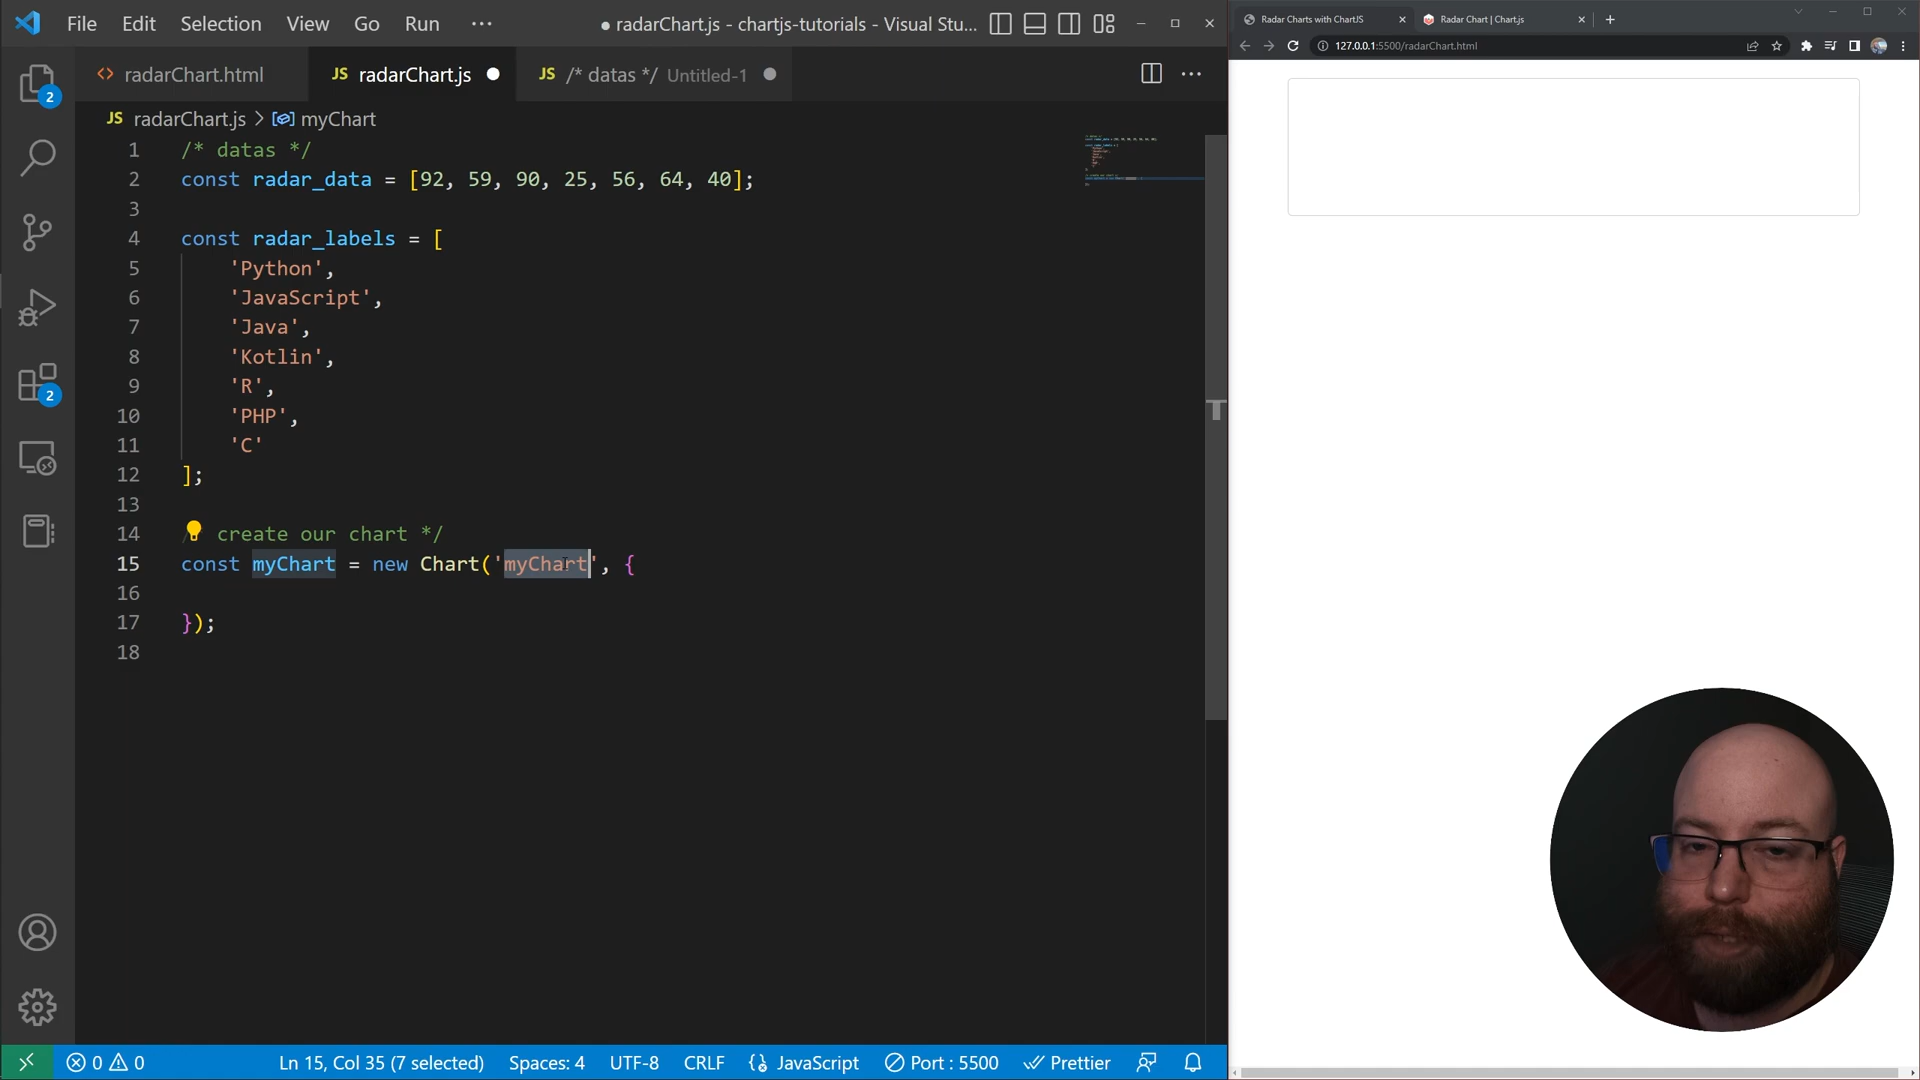 File Edit Selection View Go Run ··· ● radarChart.js - chartjs-tutorials - Visual Stu...
radarChart.html
JS radarChart.js
JS /* datas */ Untitled-1
JS radarChart.js > myChart
1 /* datas */
2 const radar_data = [92, 59, 90, 25, 56, 64, 40];
3
4 const radar_labels = [
5 'Python',
6 'JavaScript',
7 'Java',
8 'Kotlin',
9 'R',
10 'PHP',
11 'C'
12 ];
13
14 create our chart */
15 const myChart = new Chart('myChart', {
16
17 });
18
2
2
0 0 Ln 15, Col 35 (7 selected) Spaces: 4 UTF-8 CRLF {} JavaScript Port : 5500 Prettier
Radar Charts with ChartJS
Radar Chart | Chart.js
127.0.0.1:5500/radarChart.html